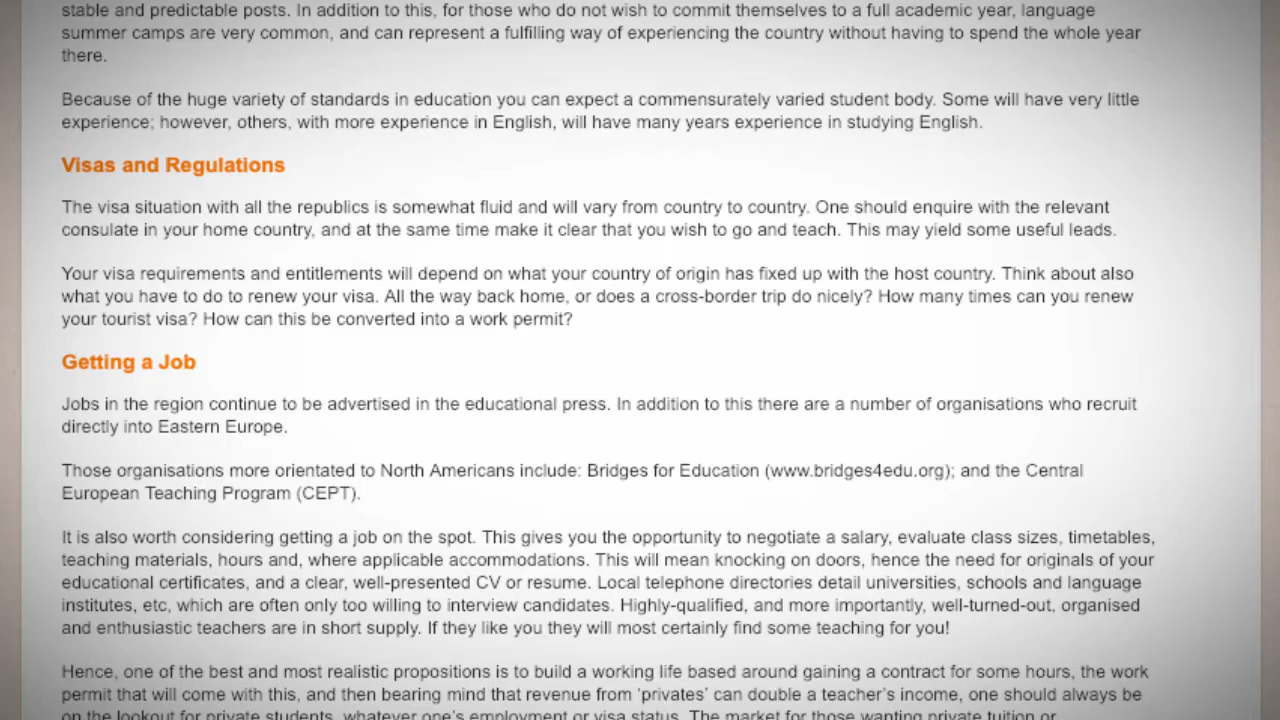 stable and predictable posts. In addition to this, for those who do not wish to commit themselves to a full academic year, language
summer camps are very common, and can represent a fulfilling way of experiencing the country without having to spend the whole year
there.
Because of the huge variety of standards in education you can expect a commensurately varied student body. Some will have very little
experience; however, others, with more experience in English, will have many years experience in studying English.
Visas and Regulations
The visa situation with all the republics is somewhat fluid and will vary from country to country. One should enquire with the relevant
consulate in your home country, and at the same time make it clear that you wish to go and teach. This may yield some useful leads.
Your visa requirements and entitlements will depend on what your country of origin has fixed up with the host country. Think about also
what you have to do to renew your visa. All the way back home, or does a cross-border trip do nicely? How many times can you renew
your tourist visa? How can this be converted into a work permit?
Getting a Job
Jobs in the region continue to be advertised in the educational press. In addition to this there are a number of organisations who recruit
directly into Eastern Europe.
Those organisations more orientated to North Americans include: Bridges for Education (www.bridges4edu.org); and the Central
European Teaching Program (CEPT).
It is also worth considering getting a job on the spot. This gives you the opportunity to negotiate a salary, evaluate class sizes, timetables,
teaching materials, hours and, where applicable accommodations. This will mean knocking on doors, hence the need for originals of your
educational certificates, and a clear, well-presented CV or resume. Local telephone directories detail universities, schools and language
institutes, etc, which are often only too willing to interview candidates. Highly-qualified, and more importantly, well-turned-out, organised
and enthusiastic teachers are in short supply. If they like you they will most certainly find some teaching for you!
Hence, one of the best and most realistic propositions is to build a working life based around gaining a contract for some hours, the work
permit that will come with this, and then bearing mind that revenue from 'privates' can double a teacher's income, one should always be
on the lookout for private students, whatever one's employment or visa status. The market for those wanting private tuition or